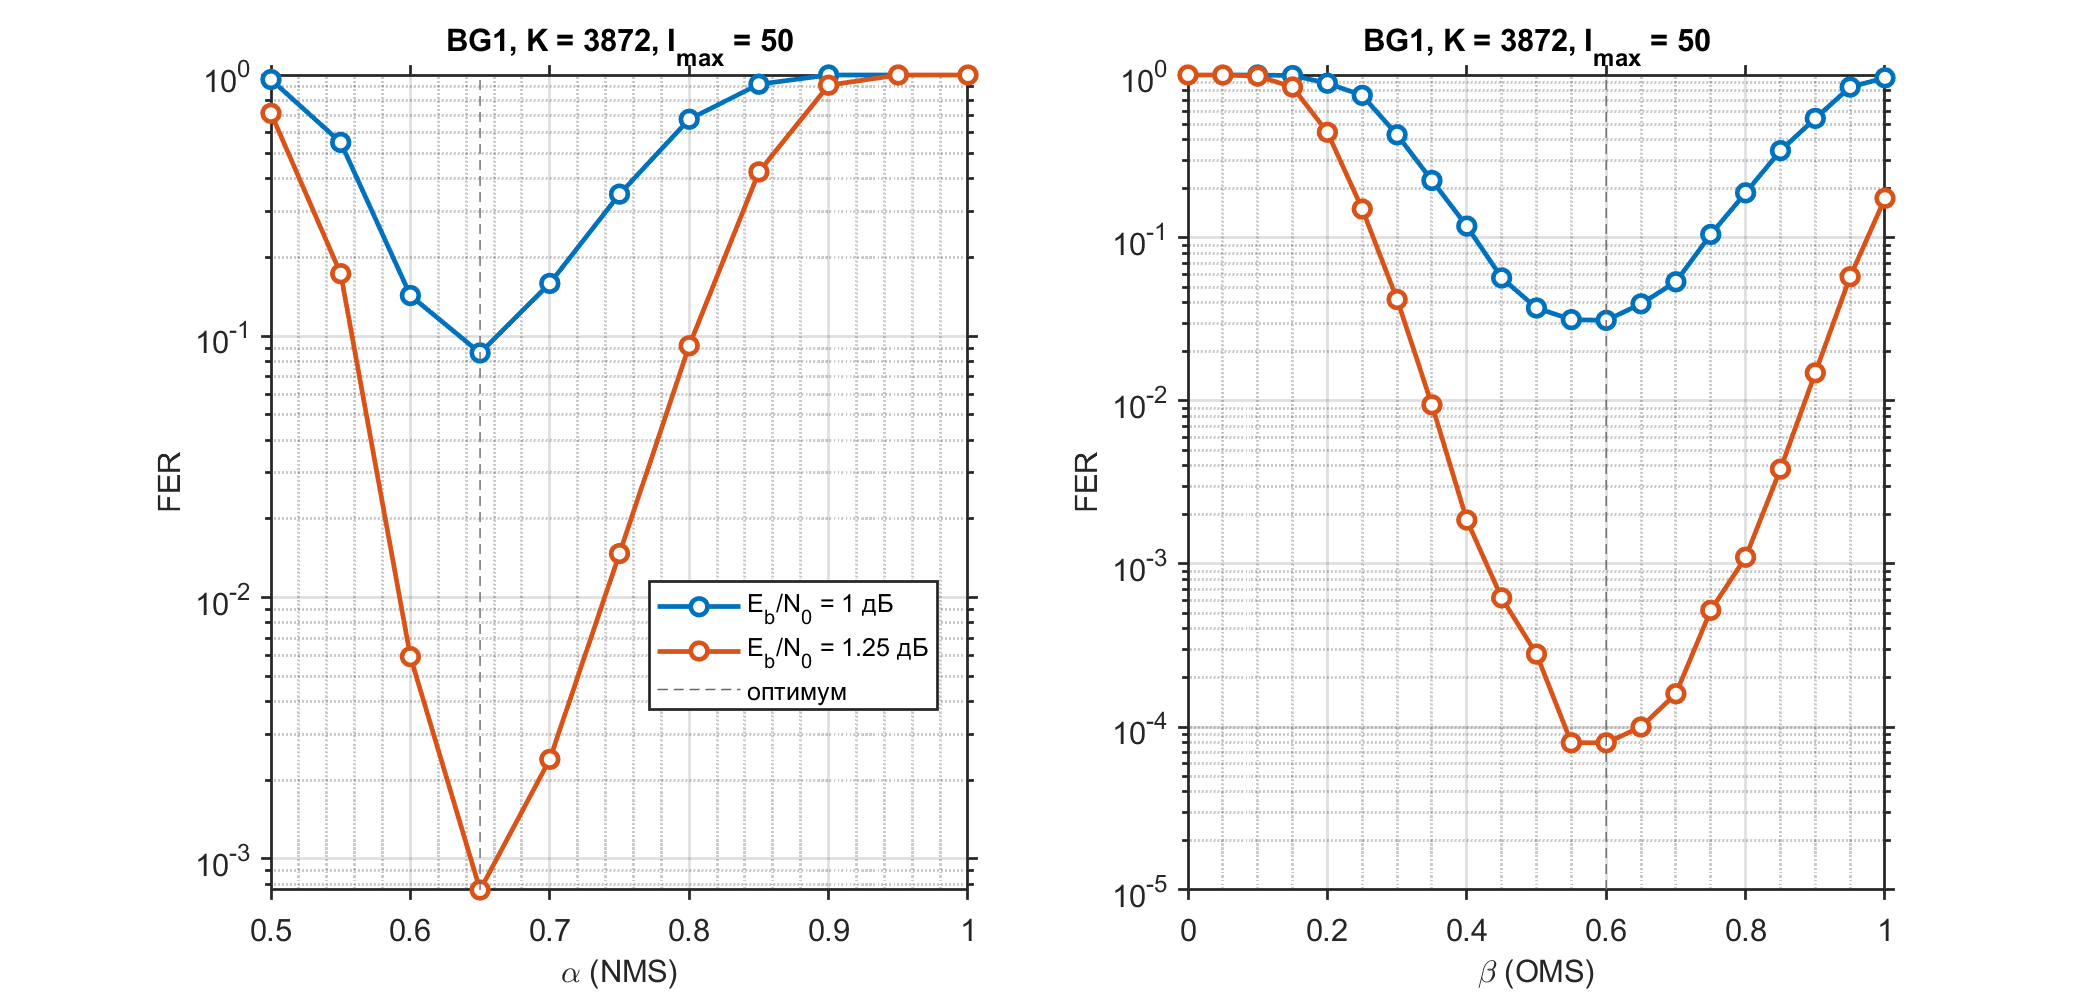 BG1, K = 3872, I_max = 50
10^0
10^-1
10^-2
10^-3
FER
0.5 0.6 0.7 0.8 0.9 1
α (NMS)
E_b/N_0 = 1 дБ
E_b/N_0 = 1.25 дБ
оптимум
BG1, K = 3872, I_max = 50
10^0
10^-1
10^-2
10^-3
10^-4
10^-5
FER
0 0.2 0.4 0.6 0.8 1
β (OMS)